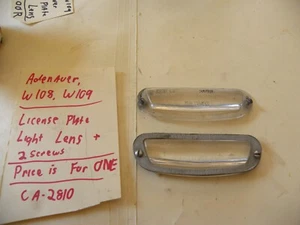 Adenauer,
W108, W109
License Plate
Light Lens +
2 screws
Price is For ONE
CA-2810